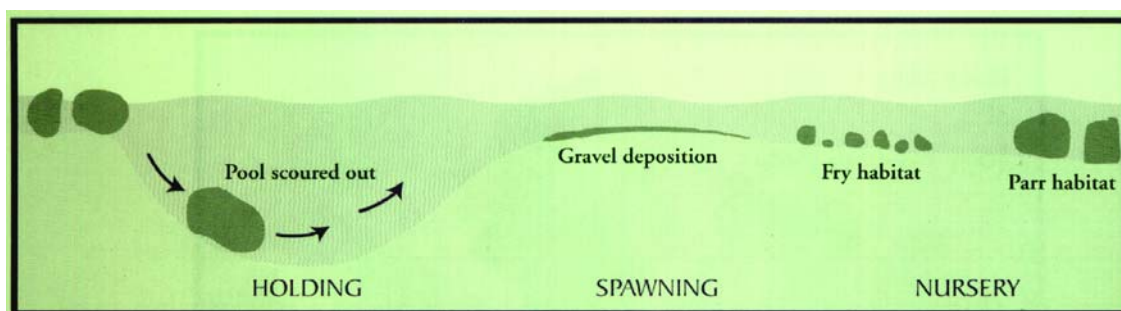 Pool scoured out
Gravel deposition
Fry habitat
Parr habitat
HOLDING
SPAWNING
NURSERY